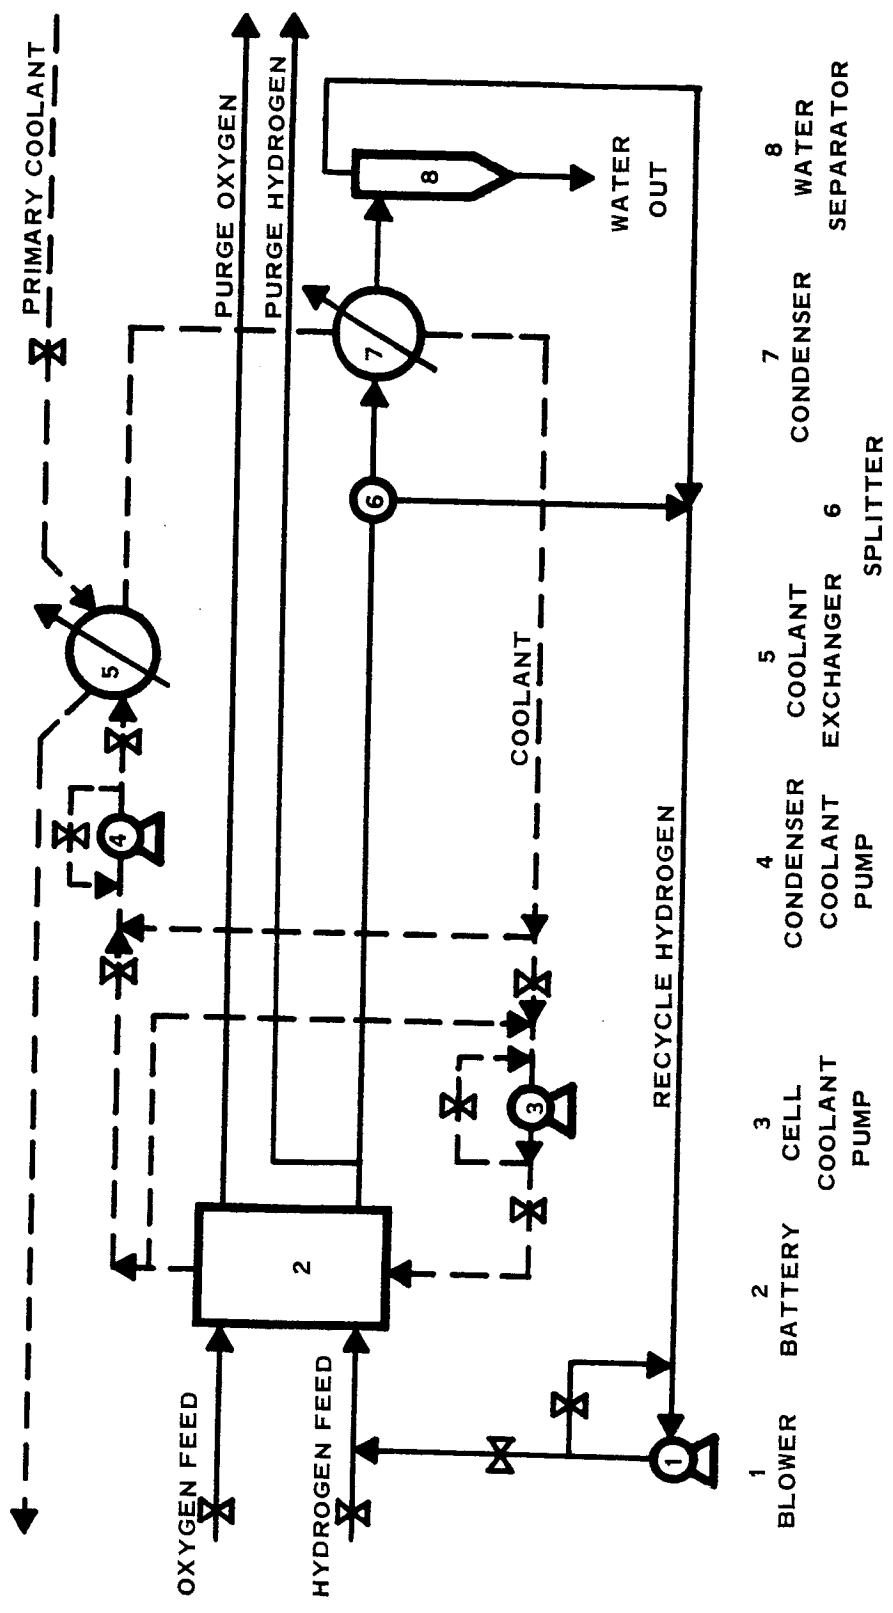 PRIMARY COOLANT
PURGE OXYGEN
PURGE HYDROGEN
5
4
7
8
6
WATER
OUT
2
COOLANT
3
OXYGEN FEED
HYDROGEN FEED
RECYCLE HYDROGEN
1
1
BLOWER
2
BATTERY
3
CELL
COOLANT
PUMP
4
CONDENSER
COOLANT
PUMP
5
COOLANT
EXCHANGER
6
SPLITTER
7
CONDENSER
8
WATER
SEPARATOR